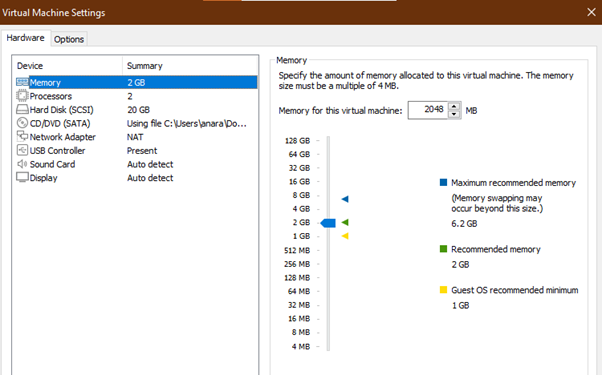 Virtual Machine Settings
Hardware Options
Device Summary
Memory 2 GB
Processors 2
Hard Disk (SCSI) 20 GB
CD/DVD (SATA) Using file C:\Users\anara\Do...
Network Adapter NAT
USB Controller Present
Sound Card Auto detect
Display Auto detect
Memory
Specify the amount of memory allocated to this virtual machine. The memory
size must be a multiple of 4 MB.
Memory for this virtual machine: 2048 MB
128 GB
64 GB
32 GB
16 GB
8 GB
4 GB
2 GB
1 GB
512 MB
256 MB
128 MB
64 MB
32 MB
16 MB
8 MB
4 MB
Maximum recommended memory
(Memory swapping may
occur beyond this size.)
6.2 GB
Recommended memory
2 GB
Guest OS recommended minimum
1 GB